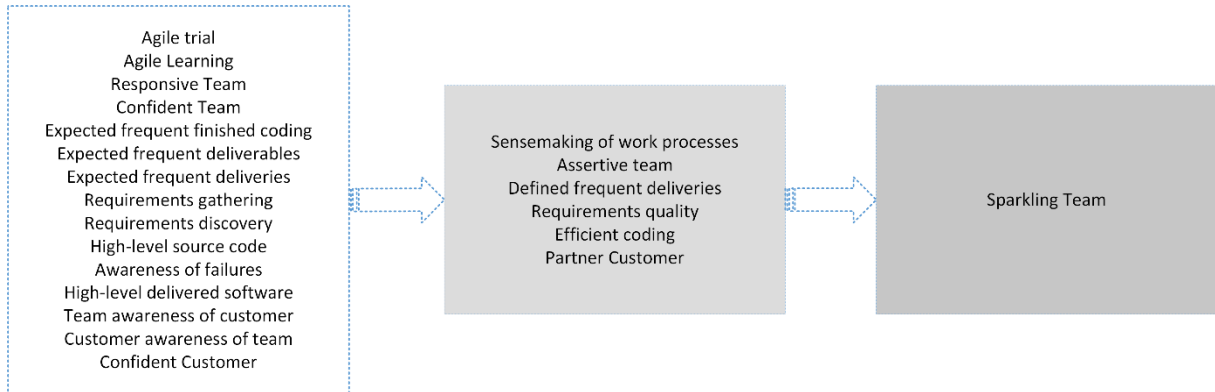 Agile trial
Agile Learning
Responsive Team
Confident Team
Expected frequent finished coding
Expected frequent deliverables
Expected frequent deliveries
Requirements gathering
Requirements discovery
High-level source code
Awareness of failures
High-level delivered software
Team awareness of customer
Customer awareness of team
Confident Customer
Sensemaking of work processes
Assertive team
Defined frequent deliveries
Requirements quality
Efficient coding
Partner Customer
Sparkling Team